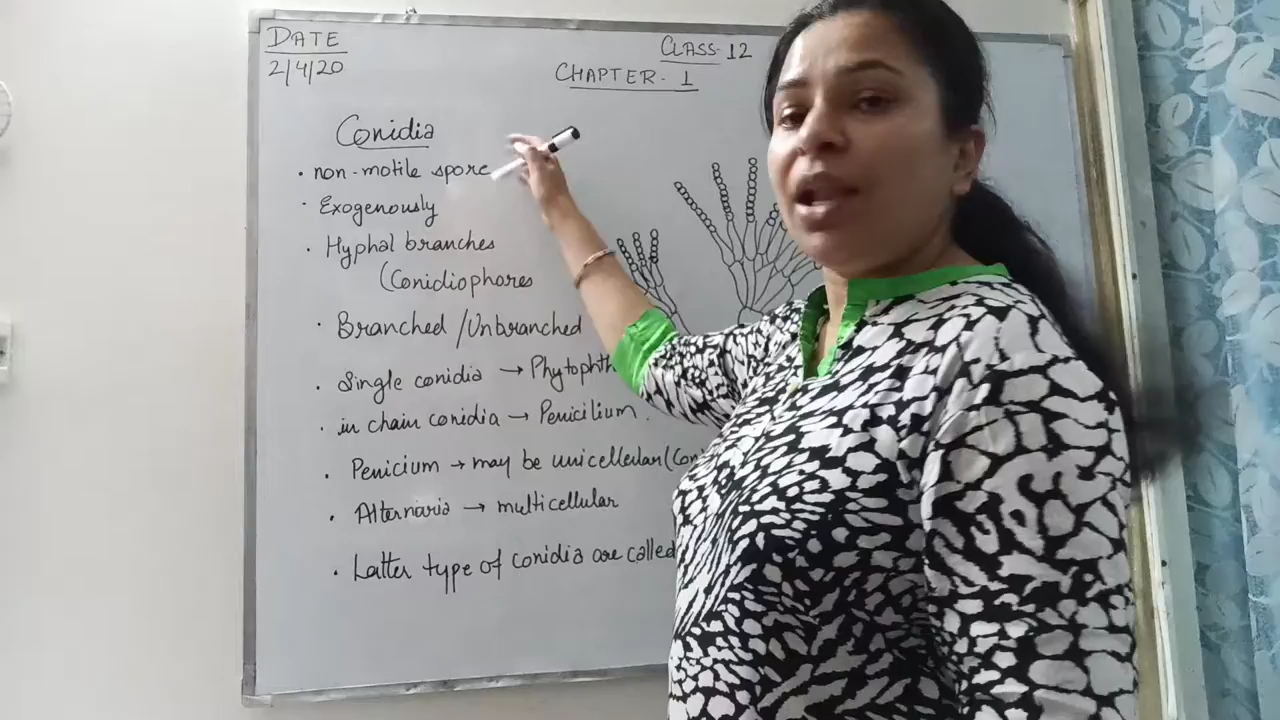 DATE
2/4/20
CLASS-12
CHAPTER-1
Conidia
• non-motile spore
• Exogenously
• Hyphal branches
(Conidiophores
• Branched /Unbranched
• Single conidia → Phytophth
• in chain conidia → Penicilium.
• Penicium → may be unicellular (Con
• Alternaria → multicellular
• Latter type of conidia are called